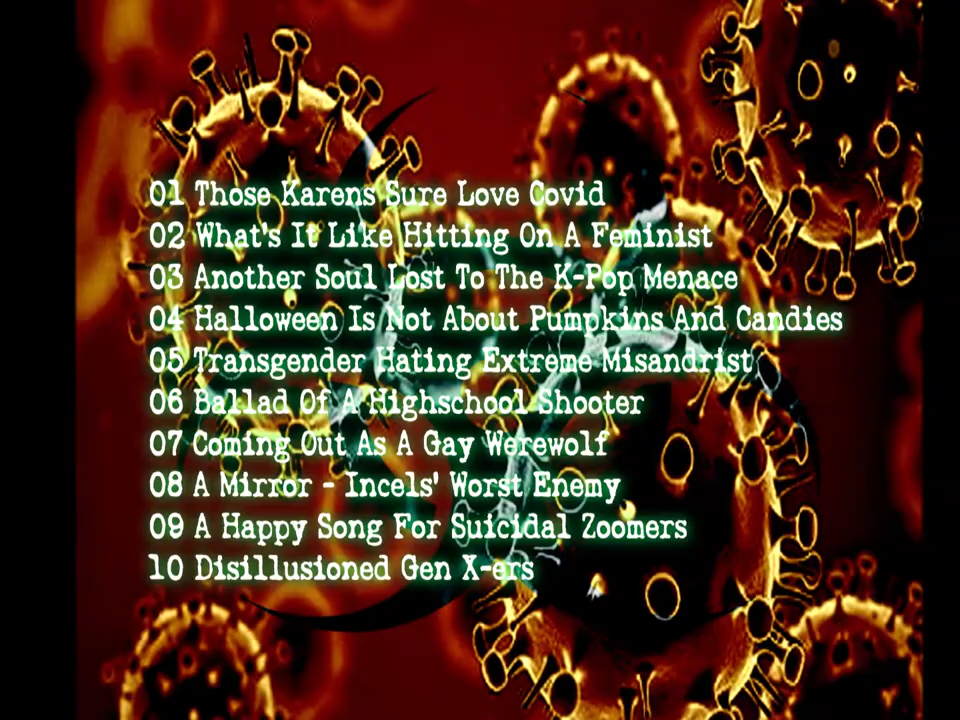 01 Those Karens Sure Love Covid
02 What's It Like Hitting On A Feminist
03 Another Soul Lost To The K-Pop Menace
04 Halloween Is Not About Pumpkins And Candies
05 Transgender Hating Extreme Misandrist
06 Ballad Of A Highschool Shooter
07 Coming Out As A Gay Werewolf
08 A Mirror - Incels' Worst Enemy
09 A Happy Song For Suicidal Zoomers
10 Disillusioned Gen X-ers